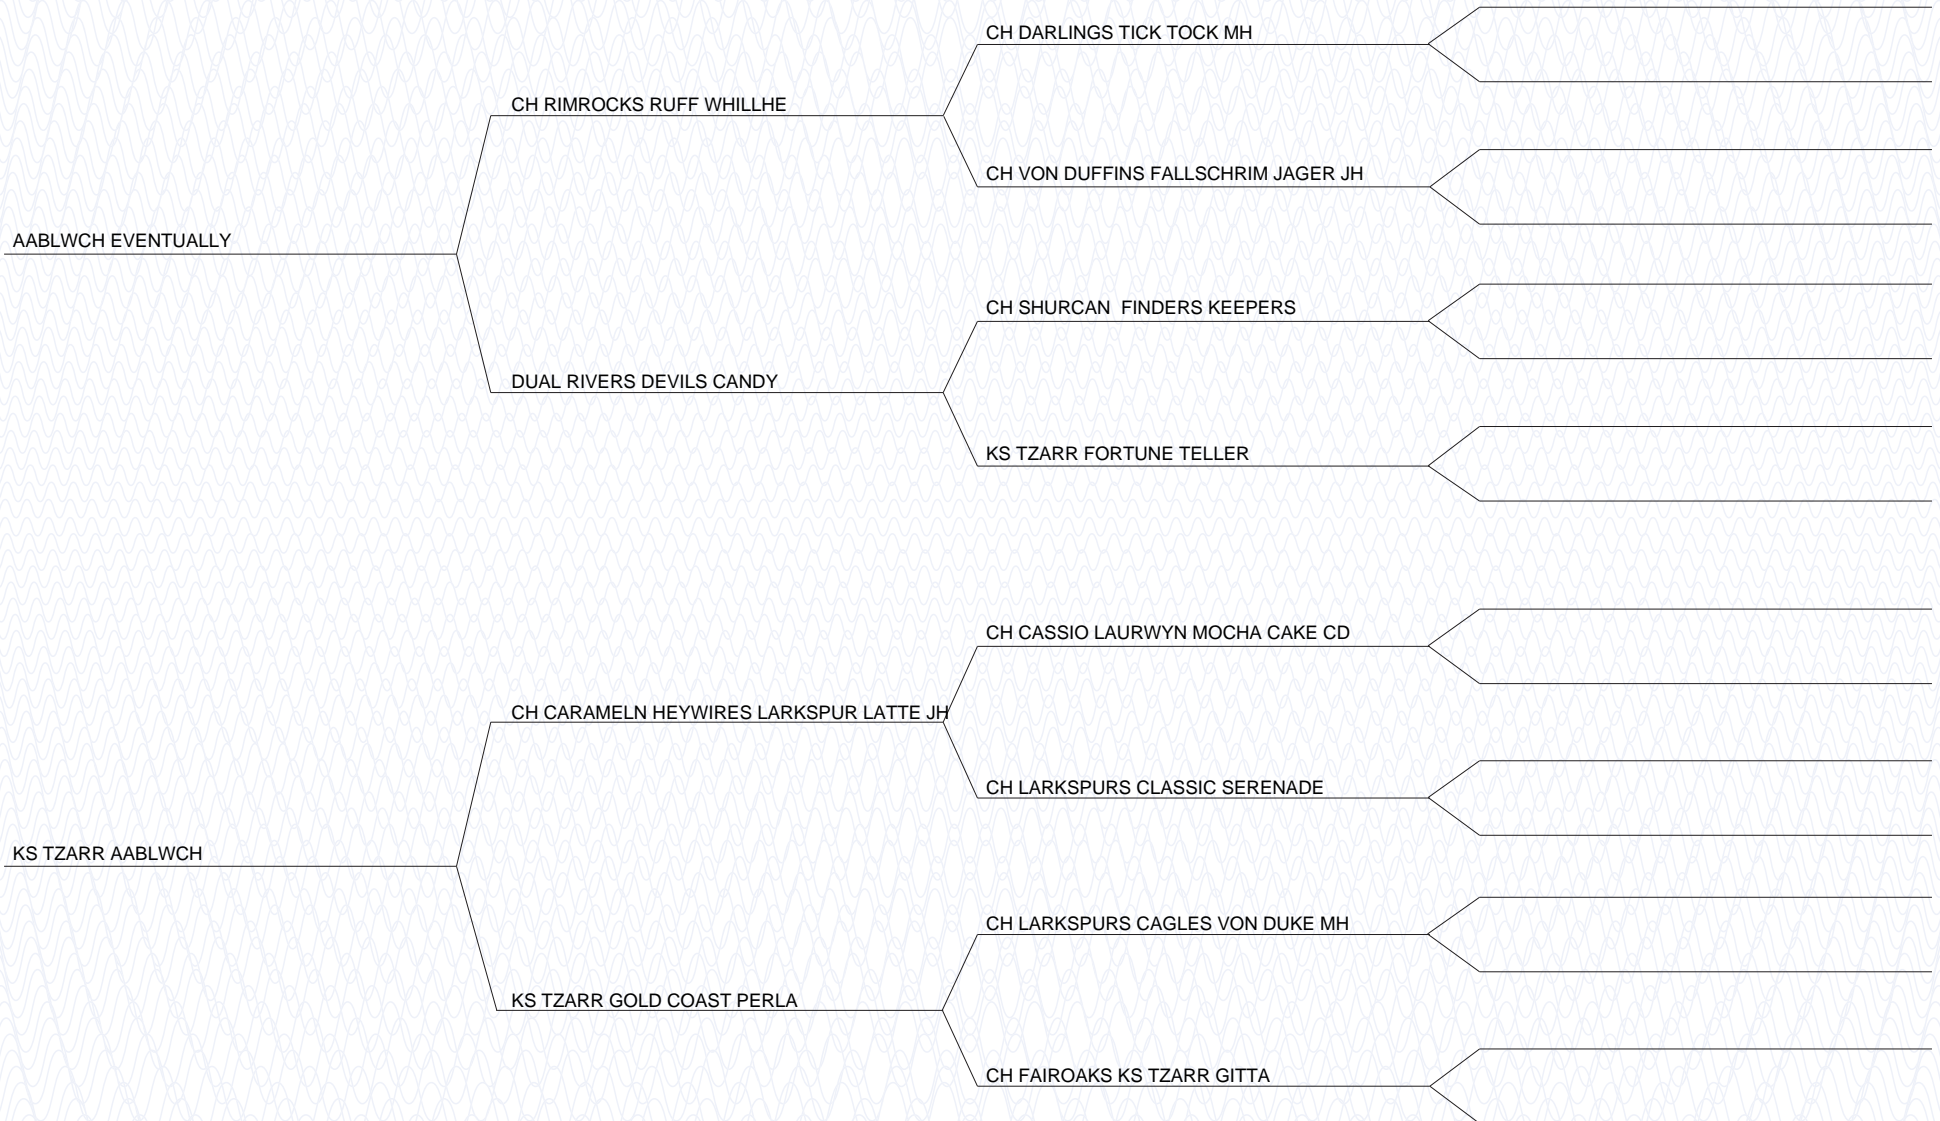 CH DARLINGS TICK TOCK MH
CH RIMROCKS RUFF WHILLHE
CH VON DUFFINS FALLSCHRIM JAGER JH
AABLWCH EVENTUALLY
CH SHURCAN  FINDERS KEEPERS
DUAL RIVERS DEVILS CANDY
KS TZARR FORTUNE TELLER
CH CASSIO LAURWYN MOCHA CAKE CD
CH CARAMELN HEYWIRES LARKSPUR LATTE JH
CH LARKSPURS CLASSIC SERENADE
KS TZARR AABLWCH
CH LARKSPURS CAGLES VON DUKE MH
KS TZARR GOLD COAST PERLA
CH FAIROAKS KS TZARR GITTA